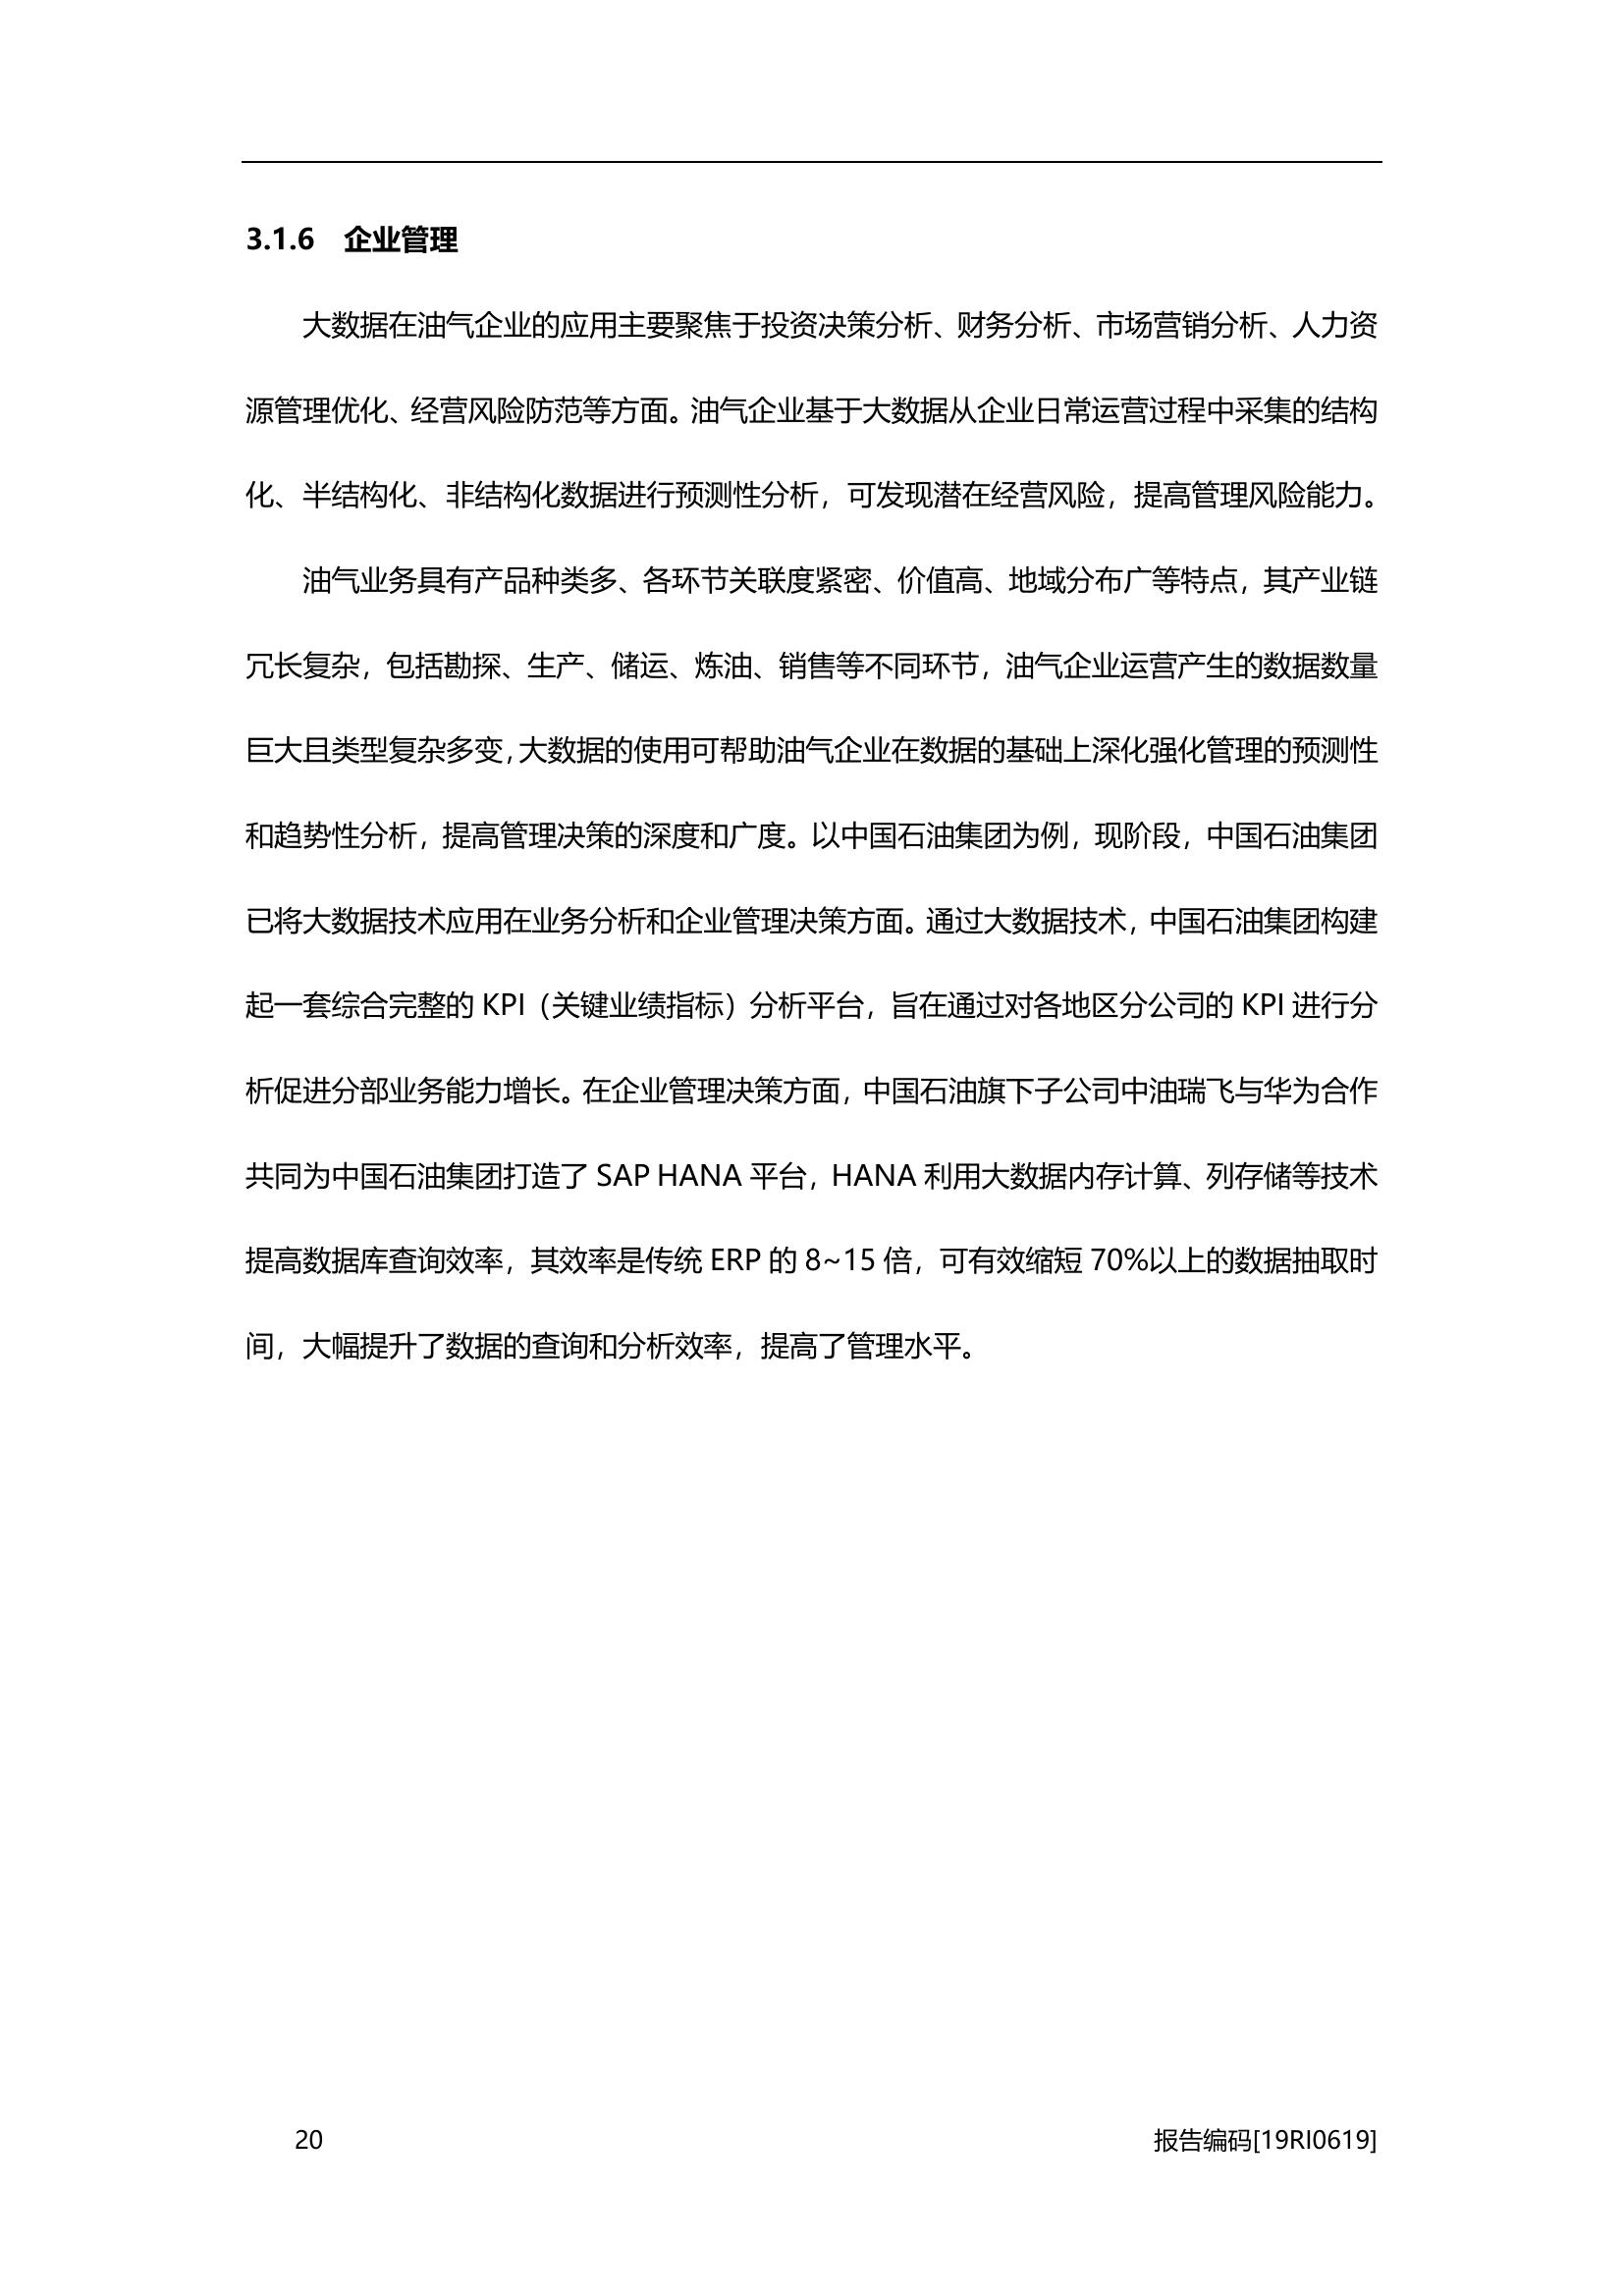 3.1.6 企业管理
大数据在油气企业的应用主要聚焦于投资决策分析、财务分析、市场营销分析、人力资
源管理优化、经营风险防范等方面。油气企业基于大数据从企业日常运营过程中采集的结构
化、半结构化、非结构化数据进行预测性分析，可发现潜在经营风险，提高管理风险能力。
油气业务具有产品种类多、各环节关联度紧密、价值高、地域分布广等特点，其产业链
冗长复杂，包括勘探、生产、储运、炼油、销售等不同环节，油气企业运营产生的数据数量
巨大且类型复杂多变，大数据的使用可帮助油气企业在数据的基础上深化强化管理的预测性
和趋势性分析，提高管理决策的深度和广度。以中国石油集团为例，现阶段，中国石油集团
已将大数据技术应用在业务分析和企业管理决策方面。通过大数据技术，中国石油集团构建
起一套综合完整的 KPI（关键业绩指标）分析平台，旨在通过对各地区分公司的 KPI 进行分
析促进分部业务能力增长。在企业管理决策方面，中国石油旗下子公司中油瑞飞与华为合作
共同为中国石油集团打造了 SAP HANA 平台，HANA 利用大数据内存计算、列存储等技术
提高数据库查询效率，其效率是传统 ERP 的 8~15 倍，可有效缩短 70%以上的数据抽取时
间，大幅提升了数据的查询和分析效率，提高了管理水平。
20 报告编码[19RI0619]